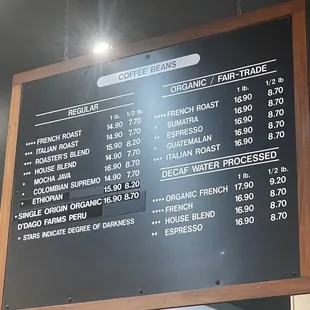 COFFEE BEANS
REGULAR
1 lb. 1/2 lb.
**** FRENCH ROAST 14.90 7.70
*** ITALIAN ROAST 14.90 7.70
*** ROASTER'S BLEND 14.90 7.70
*** HOUSE BLEND 14.90 7.70
** MOCHA JAVA 15.90 8.20
** COLOMBIAN SUPREMO 14.90 7.70
** ETHIOPIAN 15.90 8.20
SINGLE ORIGIN ORGANIC 16.90 8.70
D'DAGO FARMS PERU
* STARS INDICATE DEGREE OF DARKNESS
ORGANIC / FAIR-TRADE
1 lb. 1/2 lb
**** FRENCH ROAST 16.90 8.70
SUMATRA 16.90 8.70
ESPRESSO 16.90 8.70
GUATEMALAN 16.90 8.70
*** ITALIAN ROAST 16.90 8.70
DECAF WATER PROCESSED
1 lb. 1/2 lb.
**** ORGANIC FRENCH 17.90 9.20
**** FRENCH 16.90 8.70
*** HOUSE BLEND 16.90 8.70
** ESPRESSO 16.90 8.70